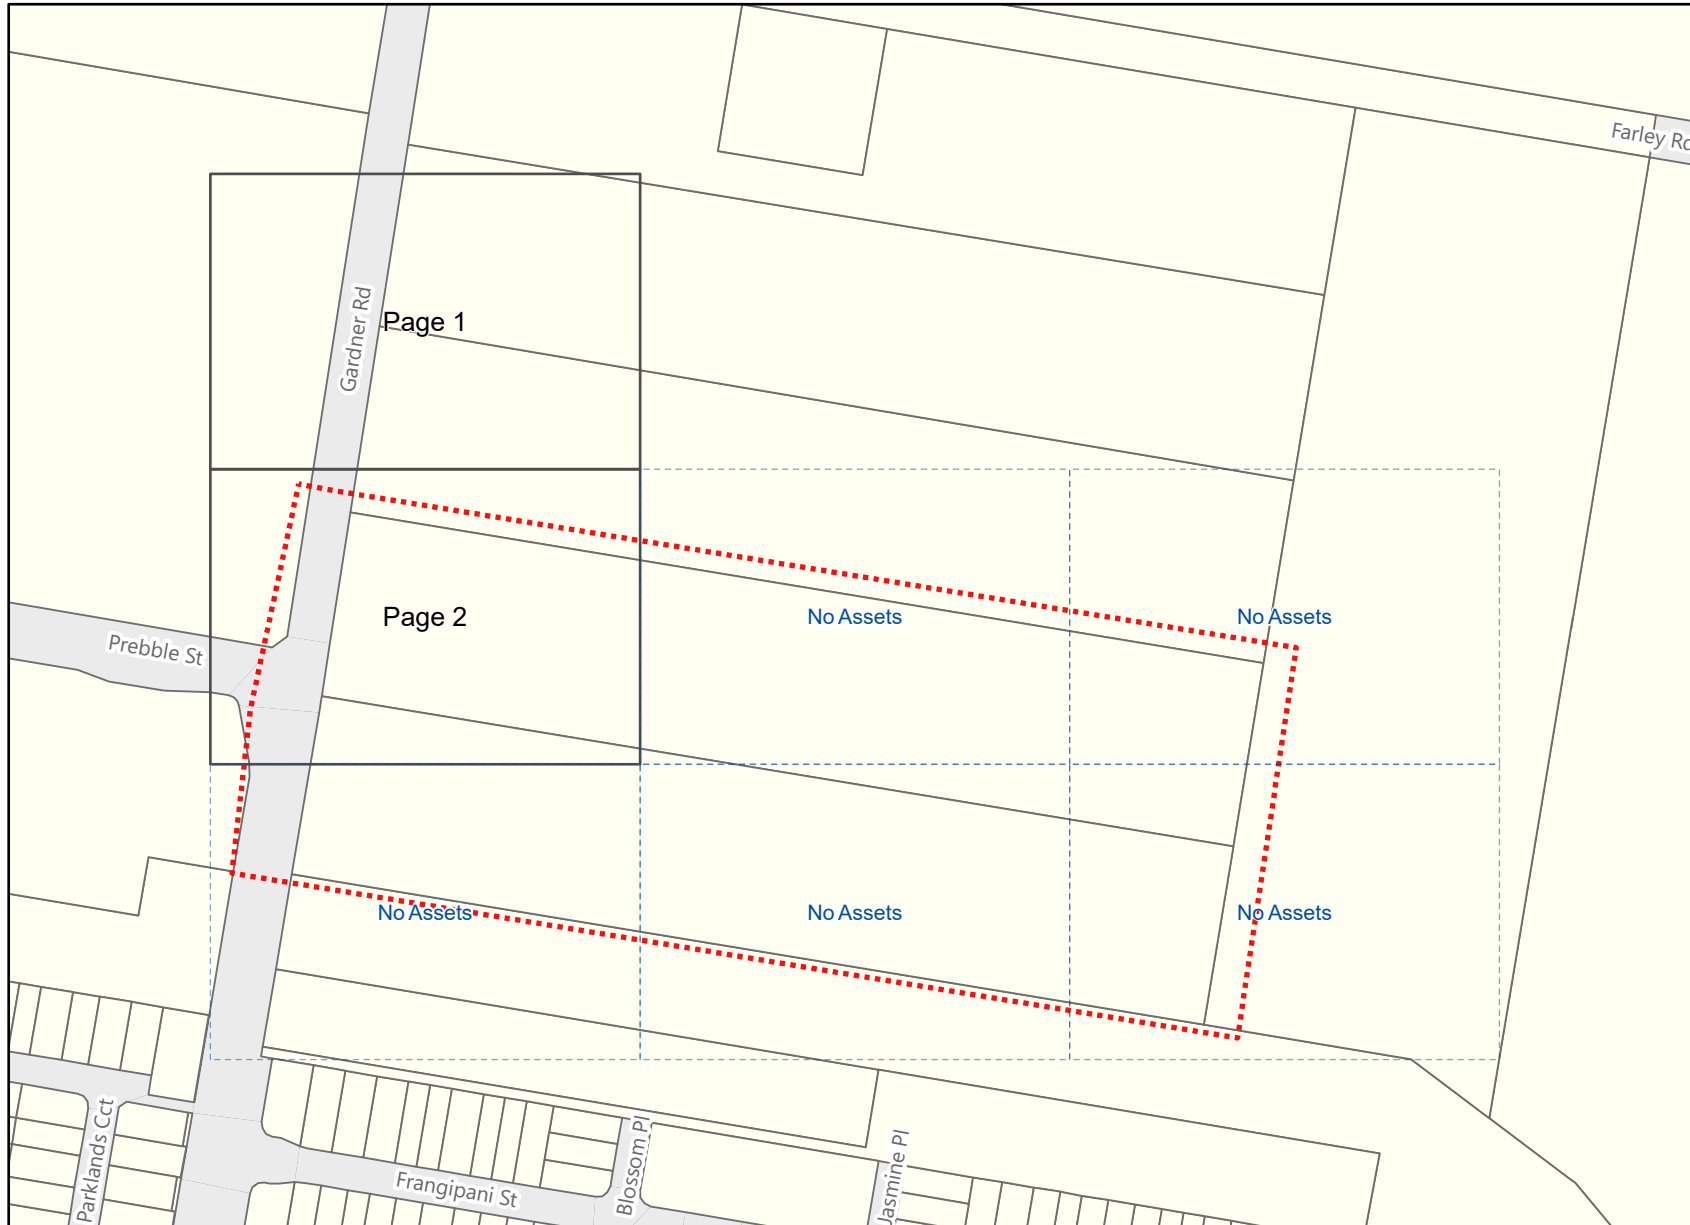 Farley Rd
Gardner Rd
Page 1
Prebble St
Page 2
No Assets
No Assets
No Assets
No Assets
No Assets
Parklands Cct
Frangipani St
Blossom Pl
Jasmine Pl